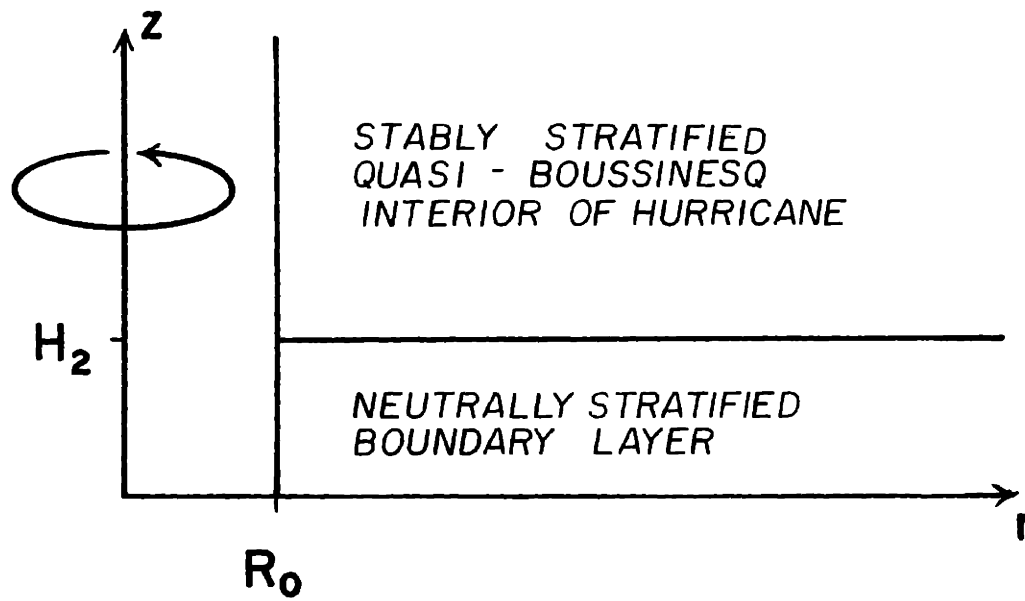 Z
STABLY STRATIFIED
QUASI - BOUSSINESQ
INTERIOR OF HURRICANE
H2
NEUTRALLY STRATIFIED
BOUNDARY LAYER
r
R0